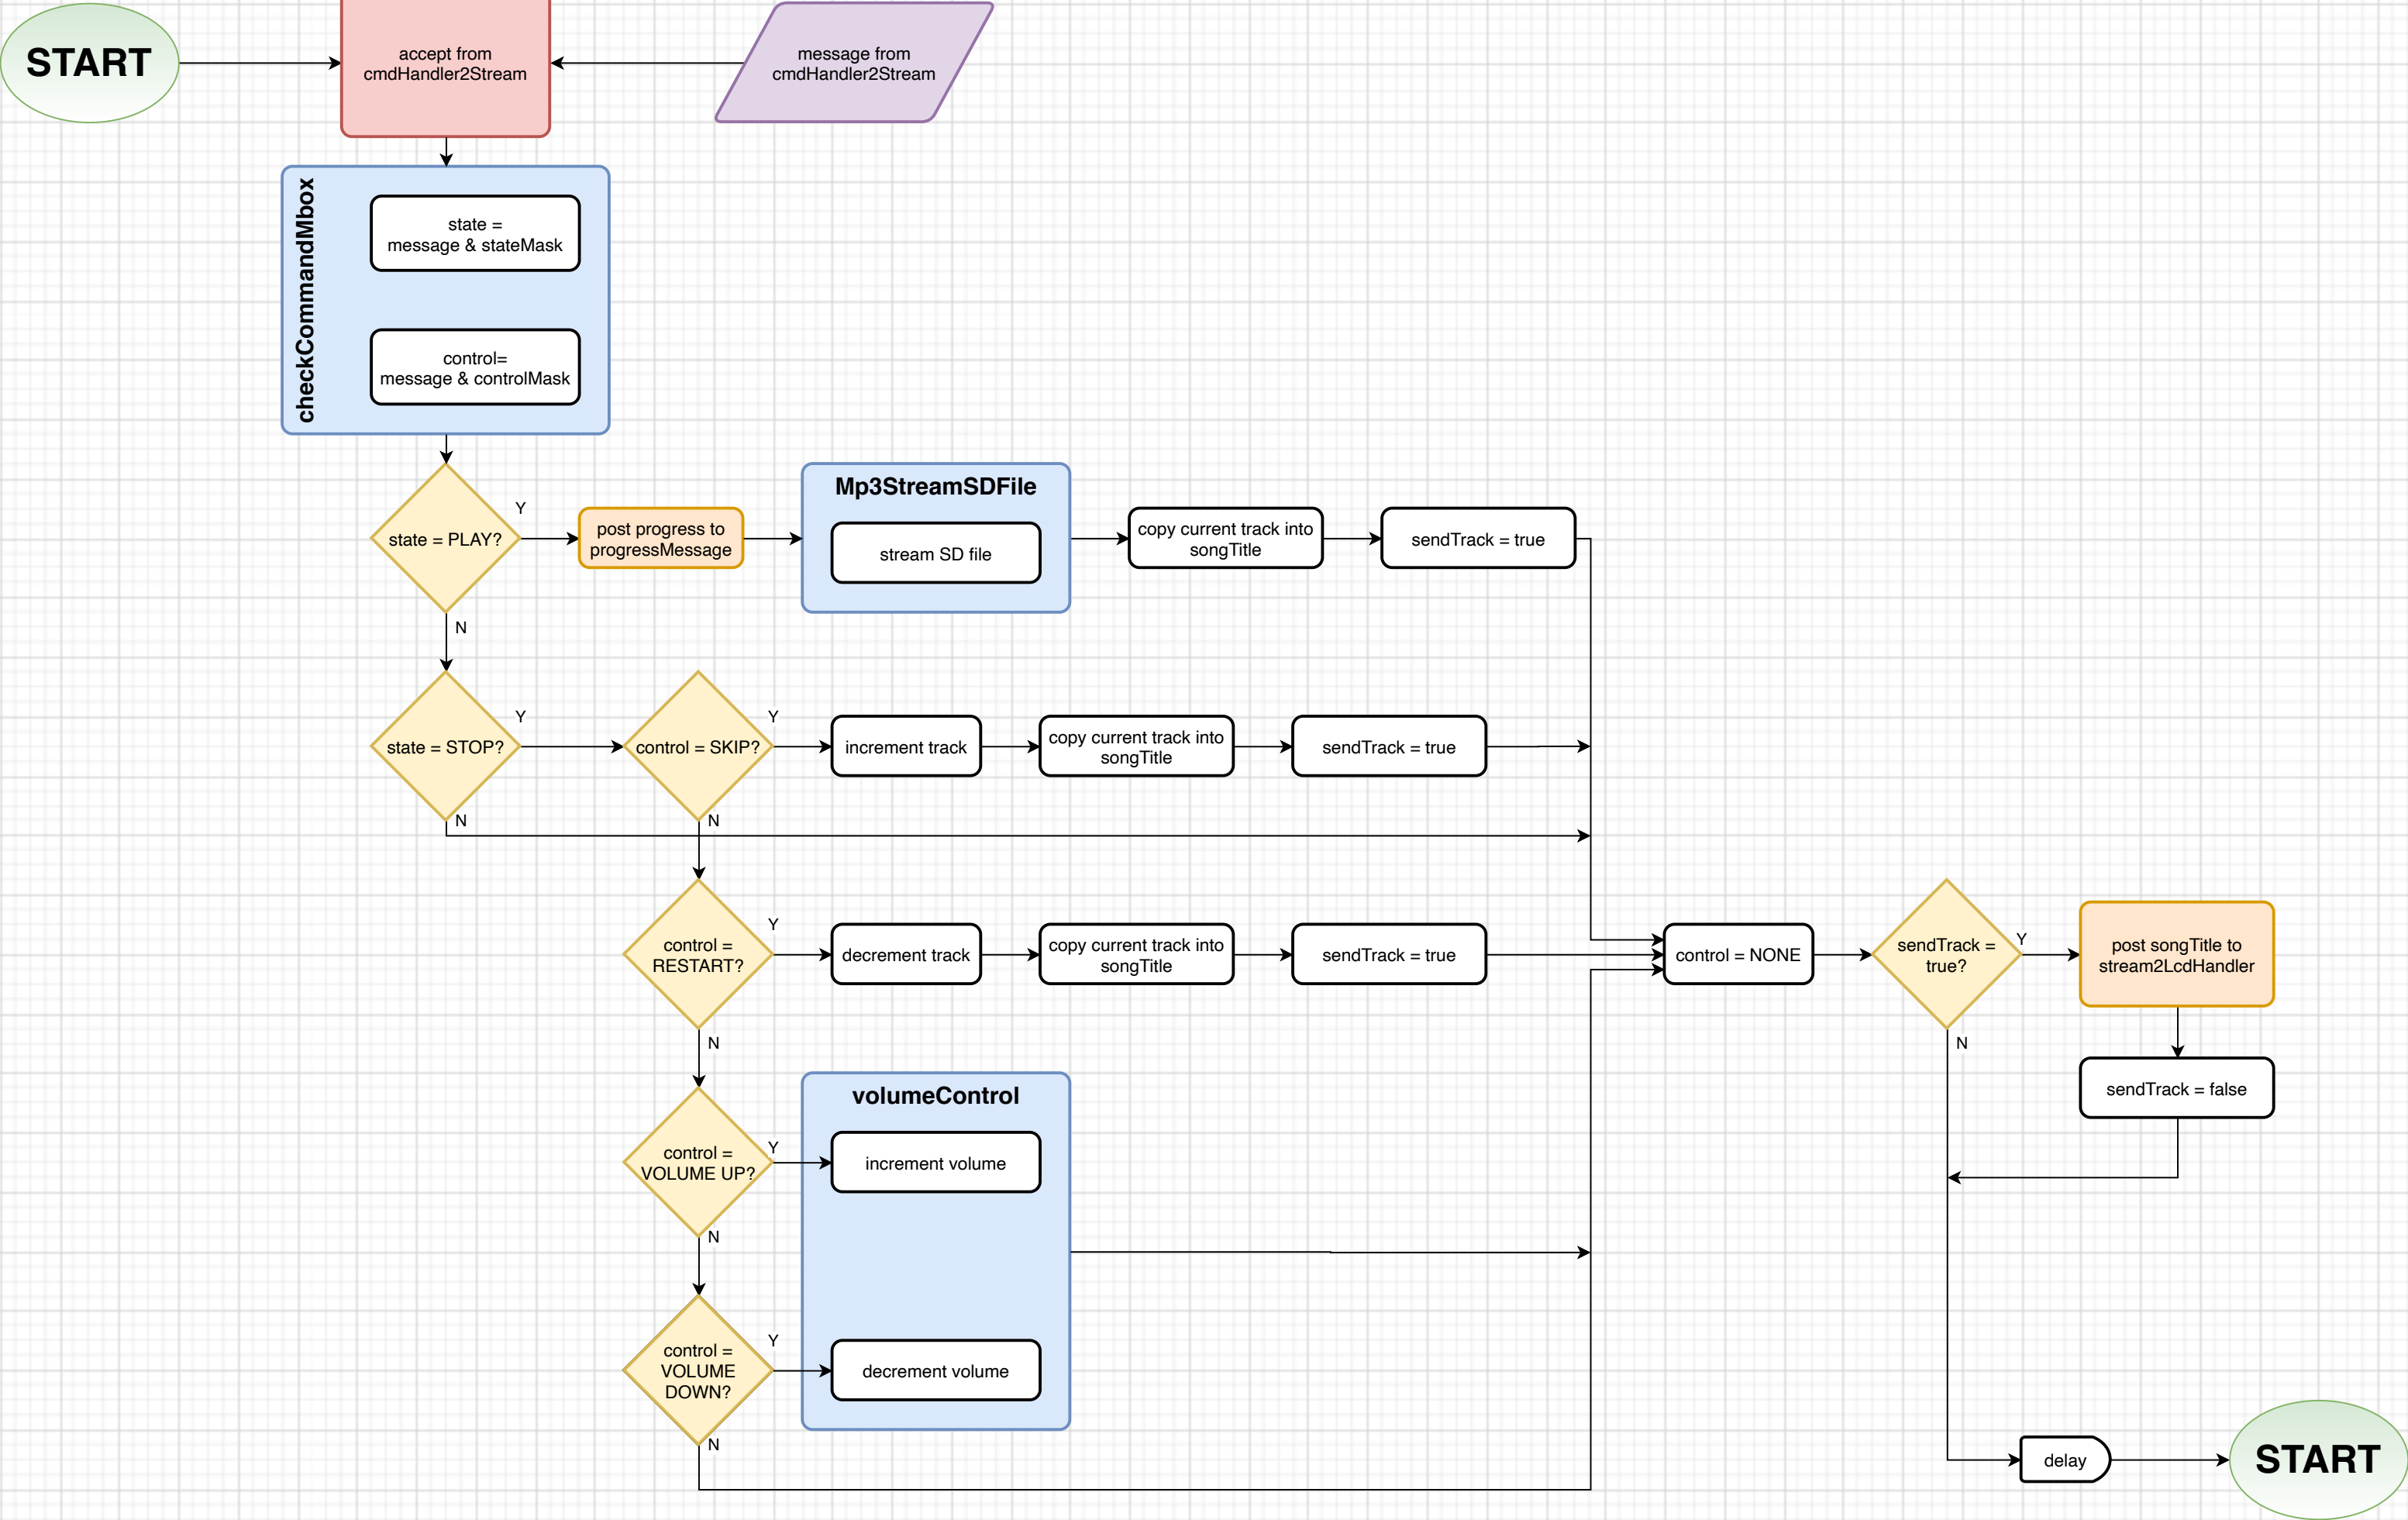 START
accept from
cmdHandler2Stream
message from
cmdHandler2Stream
checkCommandMbox
state =
message & stateMask
control=
message & controlMask
state = PLAY?
Y
N
post progress to
progressMessage
Mp3StreamSDFile
stream SD file
copy current track into
songTitle
sendTrack = true
state = STOP?
Y
N
control = SKIP?
Y
N
increment track
copy current track into
songTitle
sendTrack = true
control =
RESTART?
Y
N
decrement track
copy current track into
songTitle
sendTrack = true
control = NONE
sendTrack =
true?
Y
N
post songTitle to
stream2LcdHandler
sendTrack = false
control =
VOLUME UP?
Y
N
volumeControl
increment volume
control =
VOLUME
DOWN?
Y
N
decrement volume
delay
START